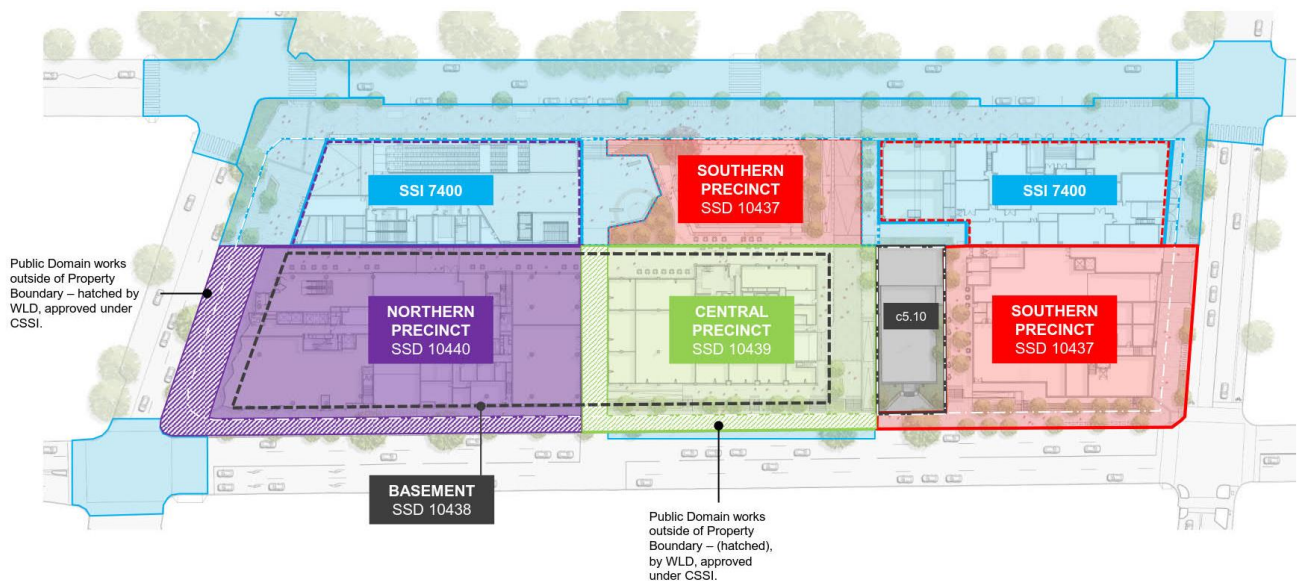 SSI 7400
SOUTHERN
PRECINCT
SSD 10437
SSI 7400
Public Domain works
outside of Property
Boundary – hatched by
WLD, approved under
CSSI.
NORTHERN
PRECINCT
SSD 10440
CENTRAL
PRECINCT
SSD 10439
c5.10
SOUTHERN
PRECINCT
SSD 10437
BASEMENT
SSD 10438
Public Domain works
outside of Property
Boundary – (hatched),
by WLD, approved
under CSSI.